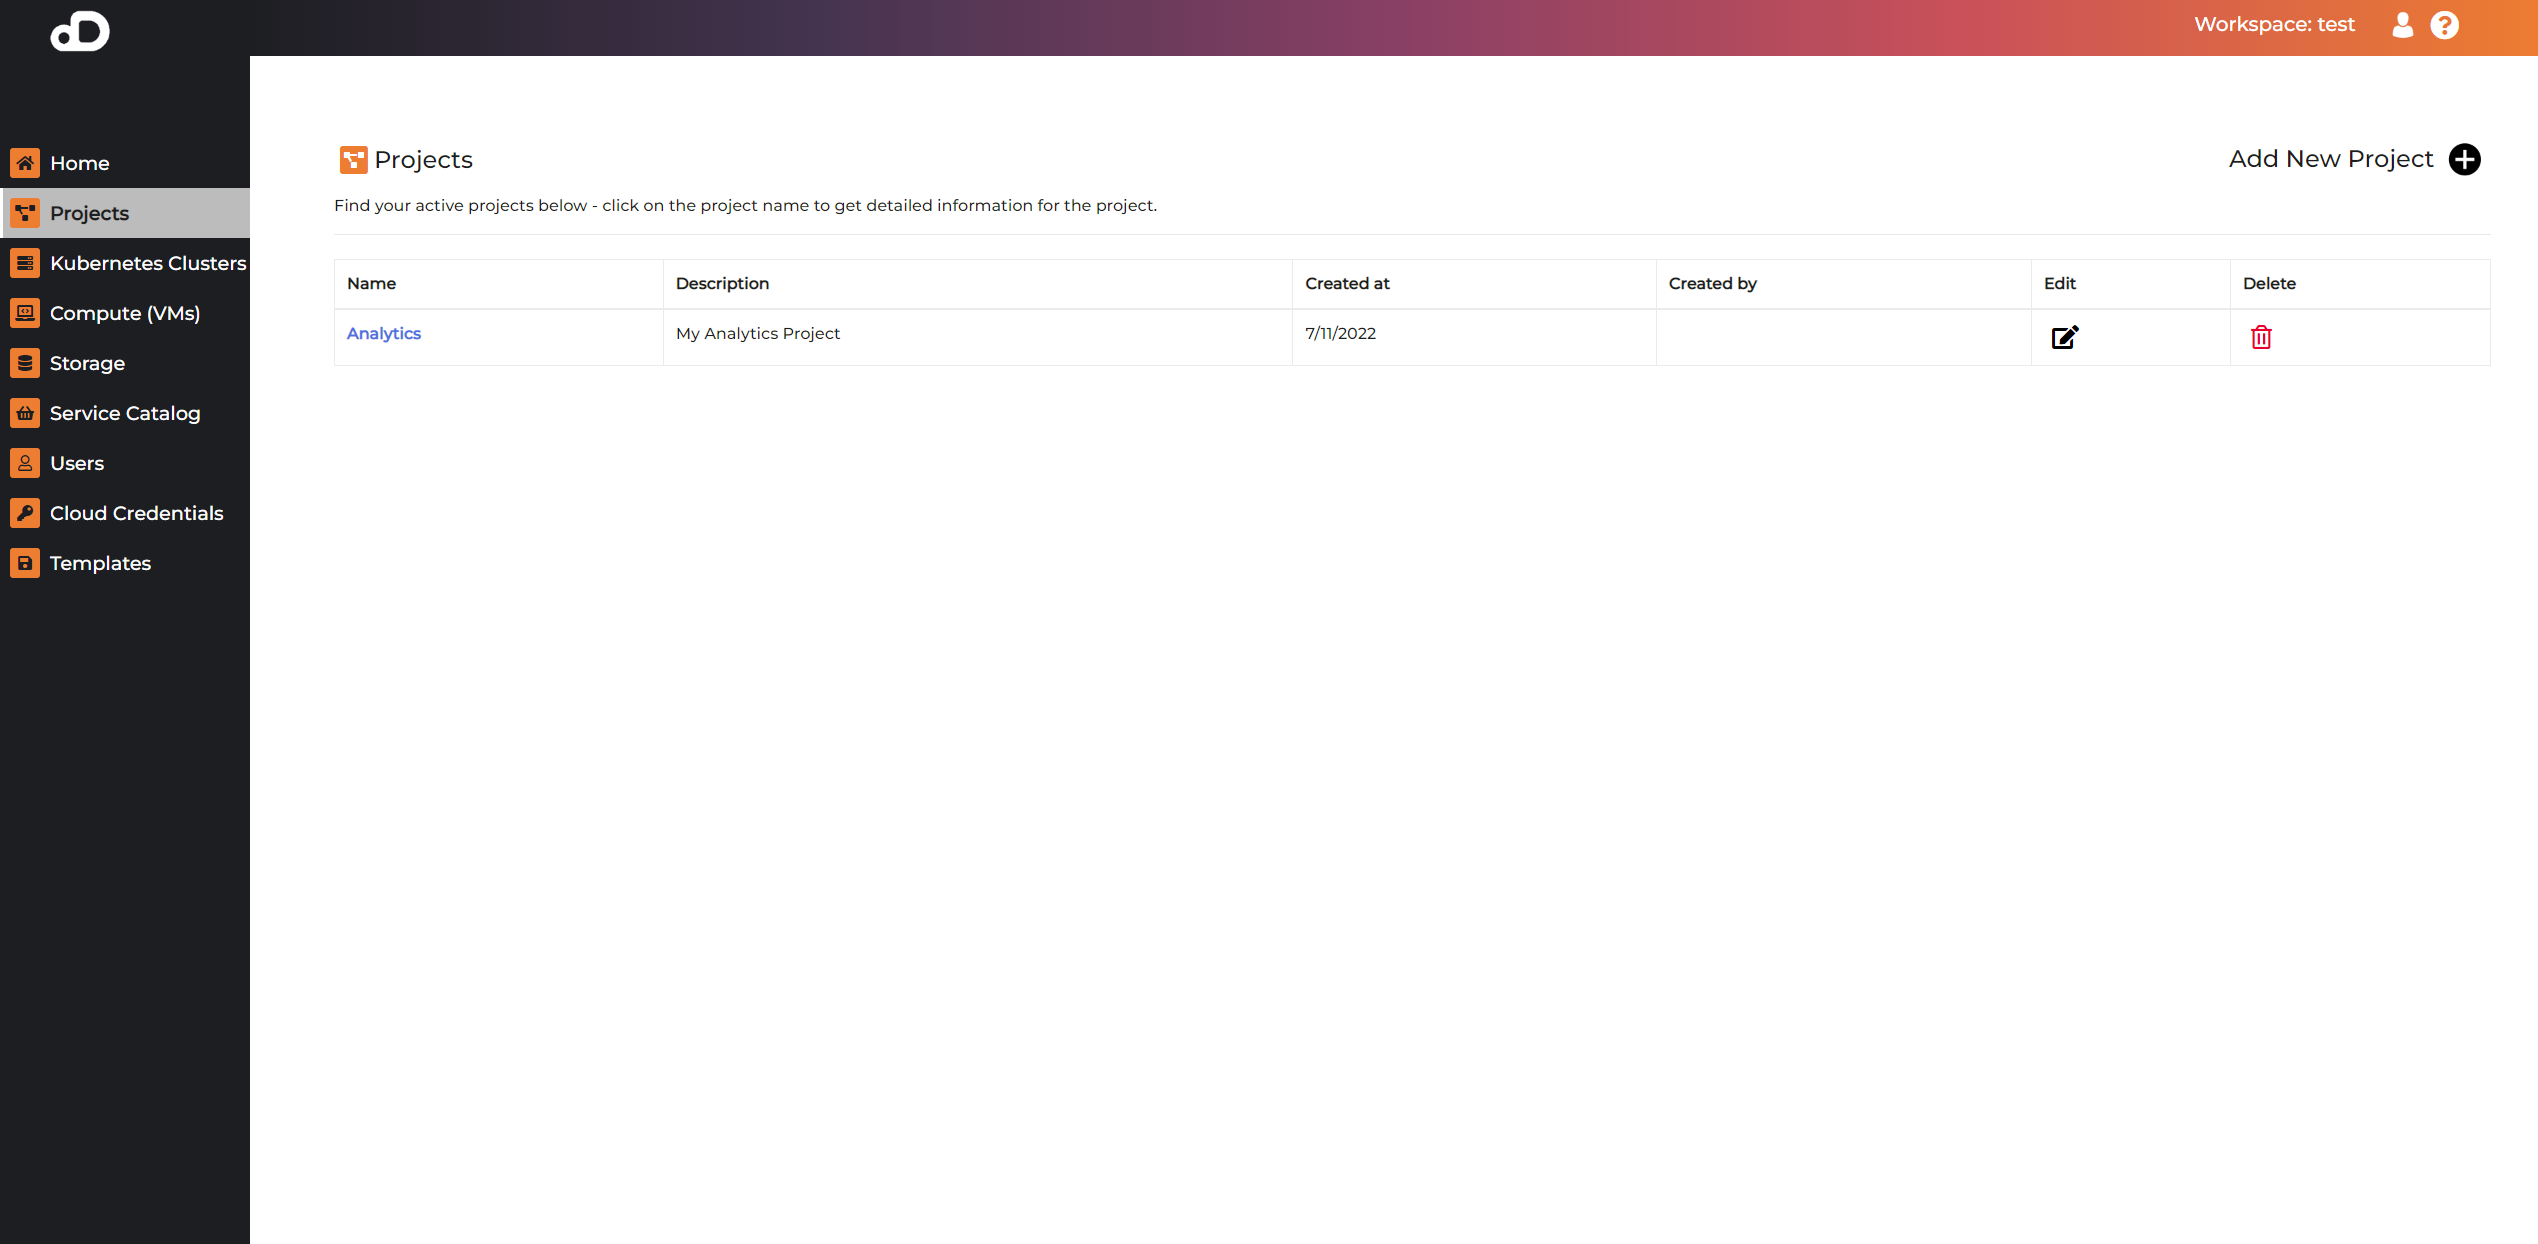 Workspace: test
Home
Projects
Kubernetes Clusters
Compute (VMs)
Storage
Service Catalog
Users
Cloud Credentials
Templates
Projects
Add New Project
Find your active projects below - click on the project name to get detailed information for the project.
Name Description Created at Created by Edit Delete
Analytics My Analytics Project 7/11/2022